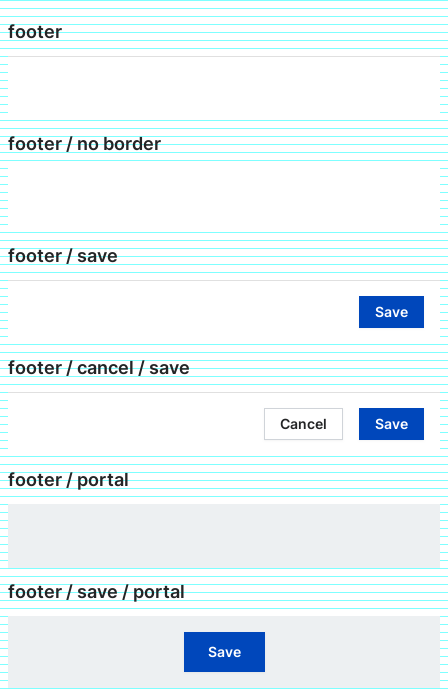 footer
footer / no border
footer / save
Save
footer / cancel / save
Cancel Save
footer / portal
footer / save / portal
Save